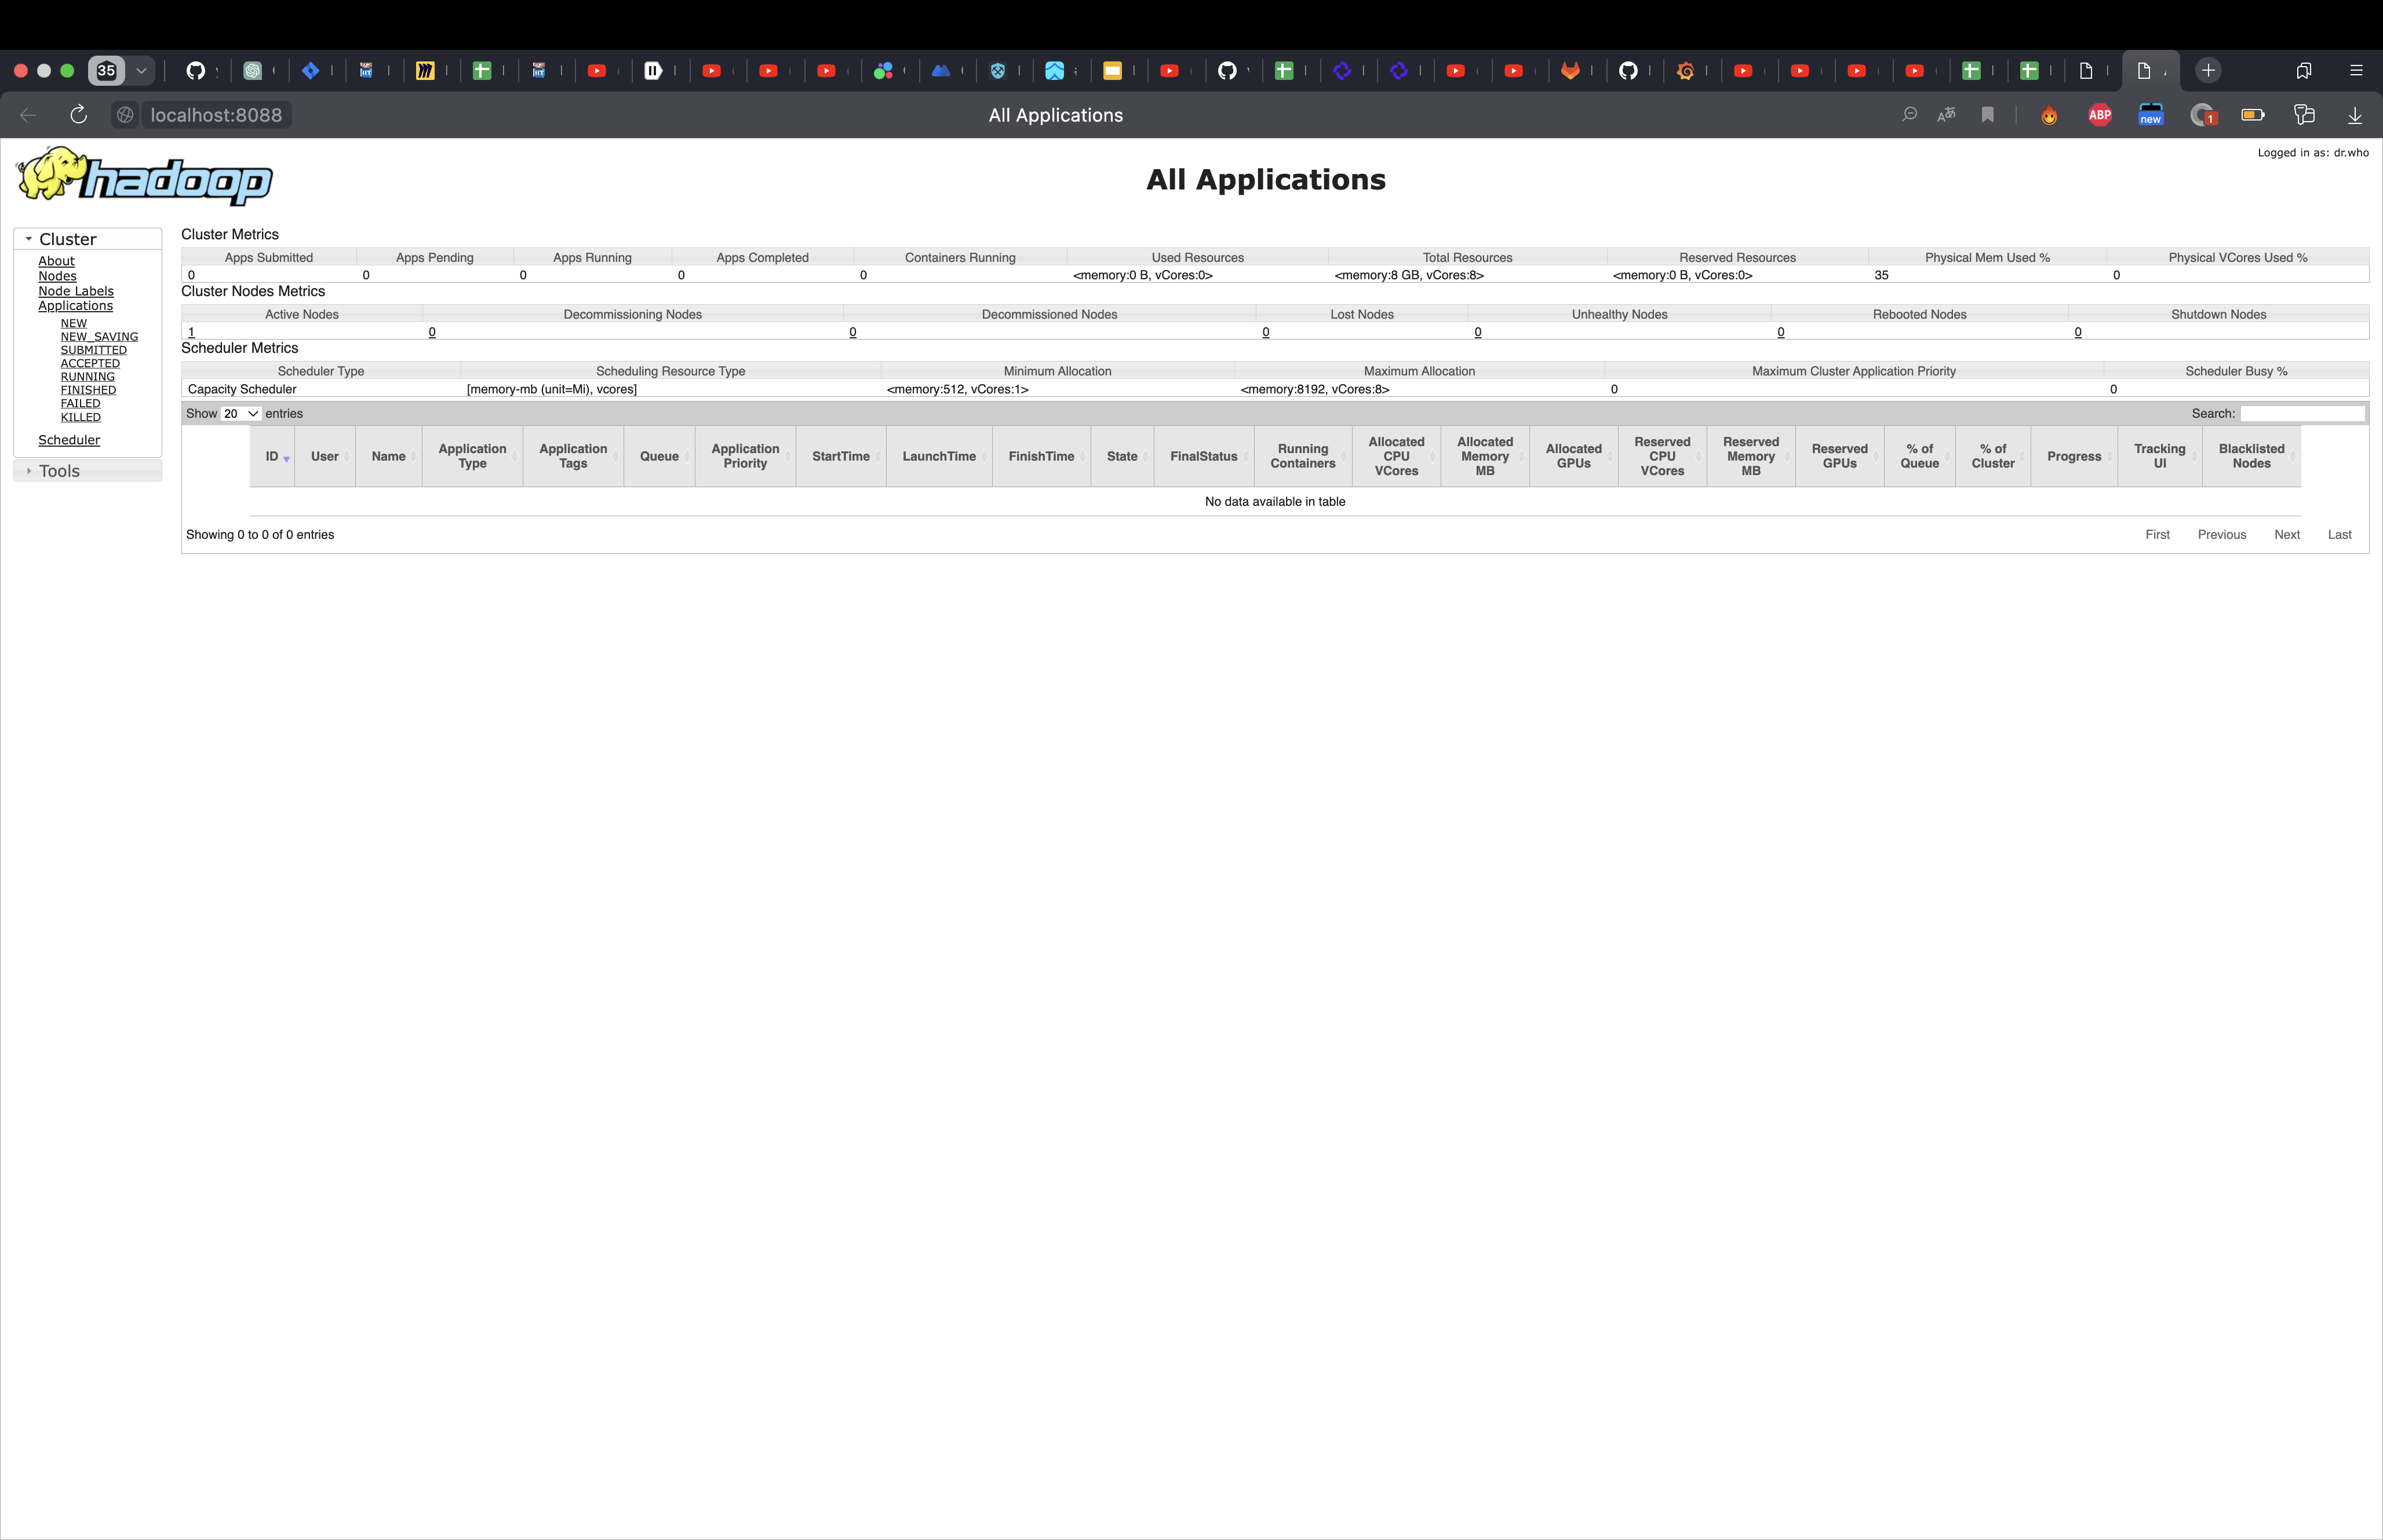 35
localhost:8088
All Applications
ABP
new
1
Logged in as: dr.who
hadoop
All Applications
Cluster
About
Nodes
Node Labels
Applications
NEW
NEW_SAVING
SUBMITTED
ACCEPTED
RUNNING
FINISHED
FAILED
KILLED
Scheduler
Tools
Cluster Metrics
Apps Submitted Apps Pending Apps Running Apps Completed Containers Running Used Resources Total Resources Reserved Resources Physical Mem Used % Physical VCores Used %
0 0 0 0 0 <memory:0 B, vCores:0> <memory:8 GB, vCores:8> <memory:0 B, vCores:0> 35 0
Cluster Nodes Metrics
Active Nodes Decommissioning Nodes Decommissioned Nodes Lost Nodes Unhealthy Nodes Rebooted Nodes Shutdown Nodes
1 0 0 0 0 0 0
Scheduler Metrics
Scheduler Type Scheduling Resource Type Minimum Allocation Maximum Allocation Maximum Cluster Application Priority Scheduler Busy %
Capacity Scheduler [memory-mb (unit=Mi), vcores] <memory:512, vCores:1> <memory:8192, vCores:8> 0 0
Show 20 entries Search:
ID User Name Application Type Application Tags Queue Application Priority StartTime LaunchTime FinishTime State FinalStatus Running Containers Allocated CPU VCores Allocated Memory MB Allocated GPUs Reserved CPU VCores Reserved Memory MB Reserved GPUs % of Queue % of Cluster Progress Tracking UI Blacklisted Nodes
No data available in table
Showing 0 to 0 of 0 entries First Previous Next Last